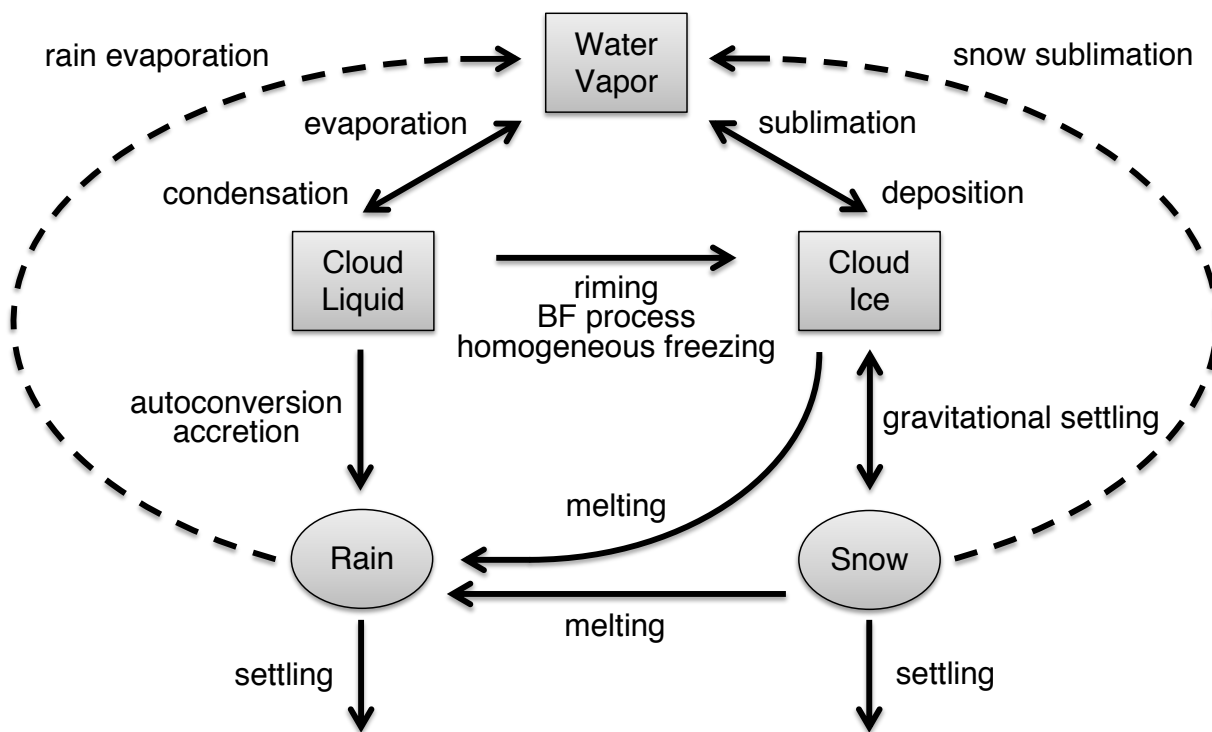 rain evaporation
Water
Vapor
snow sublimation
evaporation
sublimation
condensation
deposition
Cloud
Liquid
riming
BF process
homogeneous freezing
Cloud
Ice
autoconversion
accretion
gravitational settling
melting
Rain
Snow
melting
settling
settling